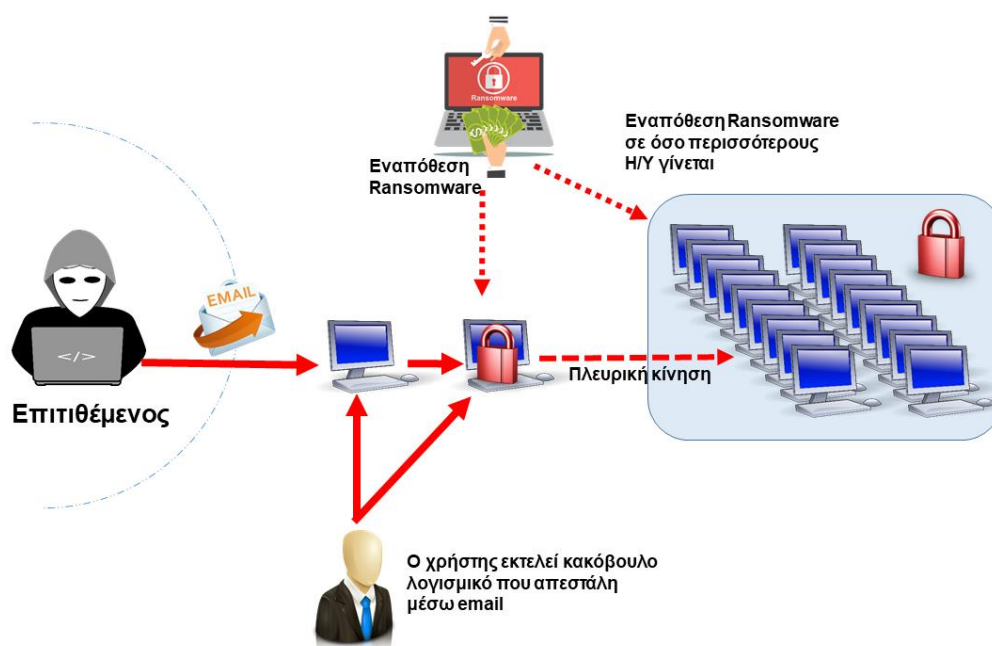 Ransomware
Εναπόθεση
Ransomware
Εναπόθεση Ransomware
σε όσο περισσότερους
Η/Υ γίνεται
EMAIL
</>
Επιτιθέμενος
Πλευρική κίνηση
Ο χρήστης εκτελεί κακόβουλο
λογισμικό που απεστάλη
μέσω email